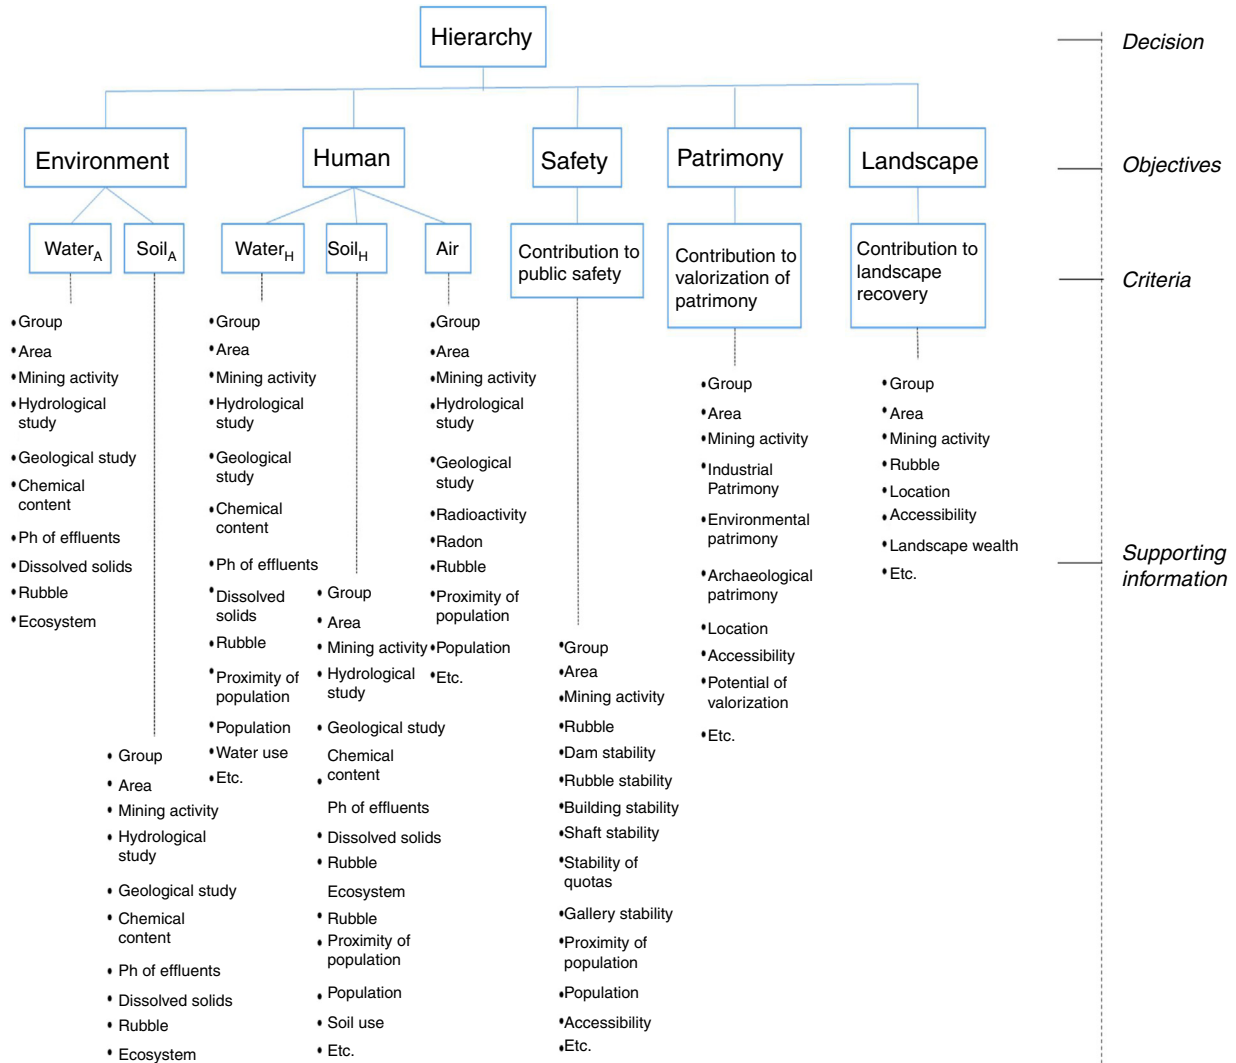 Hierarchy
Decision
Environment
Human
Safety
Patrimony
Landscape
Objectives
WaterA
SoilA
WaterH
SoilH
Air
Contribution to
public safety
Contribution to
valorization of
patrimony
Contribution to
landscape
recovery
Criteria
• Group
• Area
• Mining activity
• Hydrological
study
• Geological study
• Chemical
content
• Ph of effluents
• Dissolved solids
• Rubble
• Ecosystem
• Group
• Area
• Mining activity
• Hydrological
study
• Geological study
• Chemical
content
• Ph of effluents
• Dissolved solids
• Rubble
• Ecosystem
• Group
• Area
• Mining activity
• Hydrological
study
• Geological
study
• Chemical
content
• Ph of effluents
• Dissolved
solids
• Rubble
• Proximity of
population
• Population
• Water use
• Etc.
• Group
• Area
• Mining activity
• Hydrological
study
• Geological study
Chemical
content
•
Ph of effluents
• Dissolved solids
• Rubble
Ecosystem
• Rubble
• Proximity of
population
• Population
• Soil use
• Etc.
• Group
• Area
• Mining activity
• Hydrological
study
• Geological
study
• Radioactivity
• Radon
• Rubble
• Proximity of
population
• Population
• Etc.
• Group
• Area
• Mining activity
• Rubble
• Dam stability
• Rubble stability
• Building stability
• Shaft stability
• Stability of
quotas
• Gallery stability
• Proximity of
population
• Population
• Accessibility
• Etc.
• Group
• Area
• Mining activity
• Industrial
Patrimony
• Environmental
patrimony
• Archaeological
patrimony
• Location
• Accessibility
• Potential of
valorization
• Etc.
• Group
• Area
• Mining activity
• Rubble
• Location
• Accessibility
• Landscape wealth
• Etc.
Supporting
information